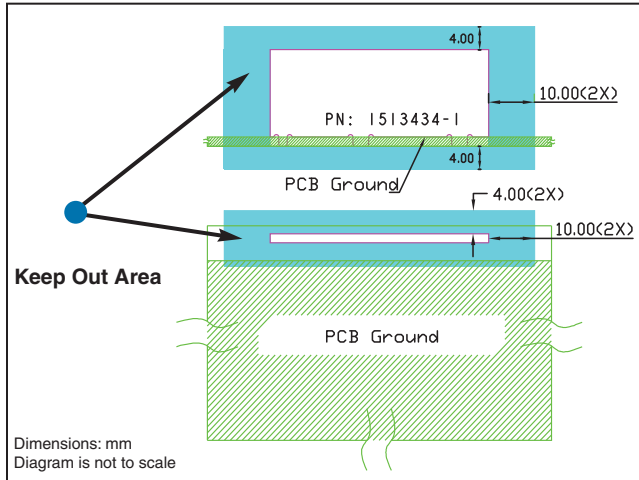 4.00
10.00(2X)
PN: 1513434-1
4.00
PCB Ground
4.00(2X)
10.00(2X)
Keep Out Area
PCB Ground
Dimensions: mm
Diagram is not to scale